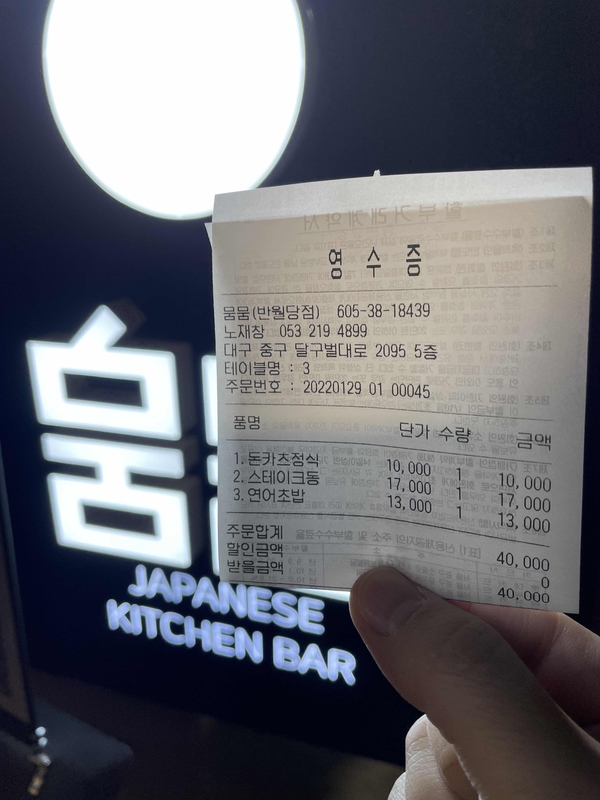 영수증
뭄뭄(반월당점) 605-38-18439
노재창 053 219 4899
대구 중구 달구벌대로 2095 5층
테이블명 : 3
주문번호 : 20220129 01 00045
품명 단가 수량 금액
1. 돈카츠정식 10,000 1 10,000
2. 스테이크동 17,000 1 17,000
3. 연어초밥 13,000 1 13,000
주문합계 40,000
할인금액 0
받을금액 40,000
JAPANESE
KITCHEN BAR